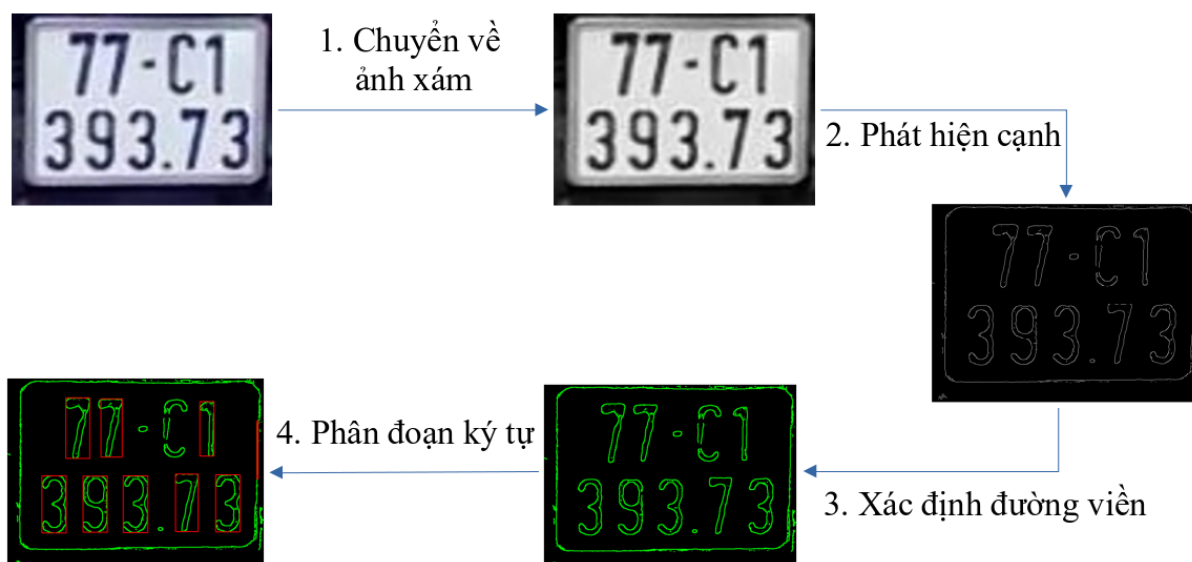 77-C1
393.73
1. Chuyển về
ảnh xám
77-C1
393.73
2. Phát hiện cạnh
77-C1
393.73
3. Xác định đường viền
77-C1
393.73
4. Phân đoạn ký tự
77-C1
393.73